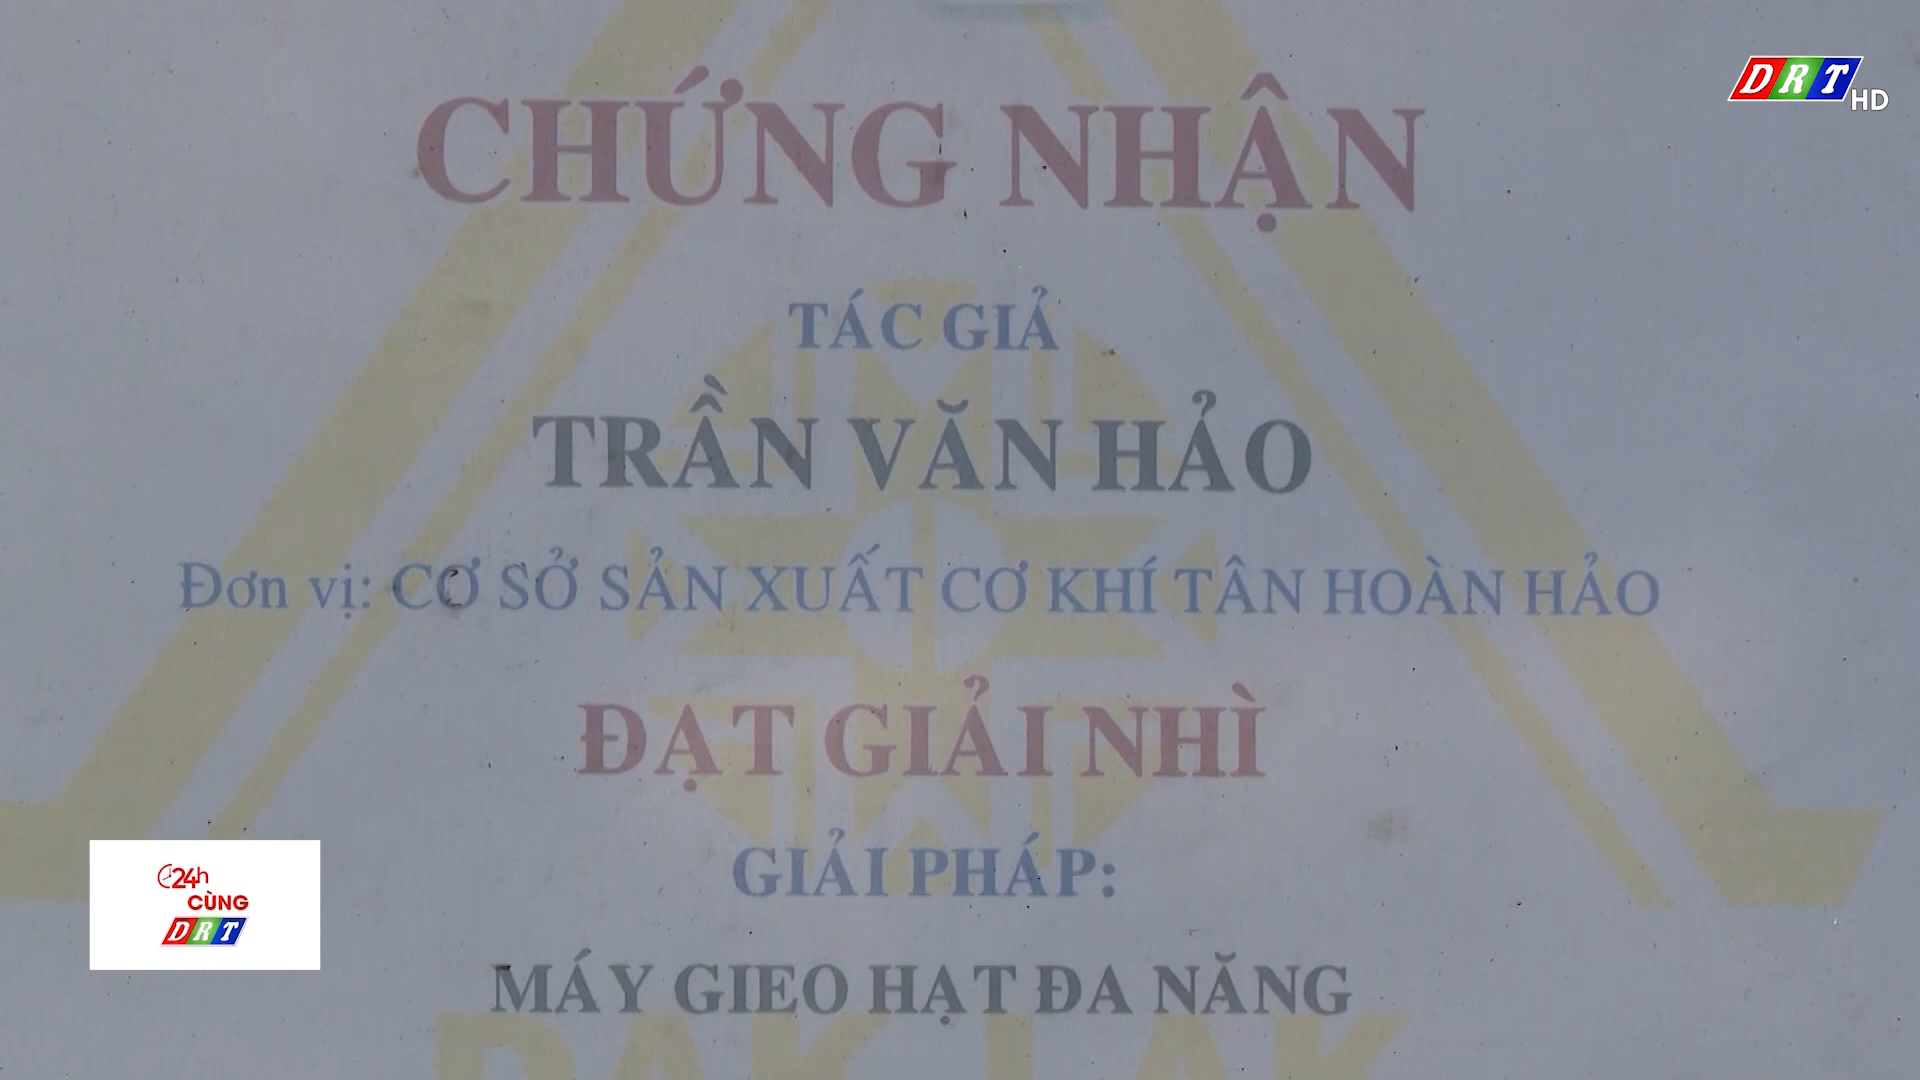 DRT HD
CHỨNG NHẬN
TÁC GIẢ
TRẦN VĂN HẢO
Đơn vị: CƠ SỞ SẢN XUẤT CƠ KHÍ TÂN HOÀN HẢO
ĐẠT GIẢI NHÌ
GIẢI PHÁP:
MÁY GIEO HẠT ĐA NĂNG
24h
CÙNG
DRT